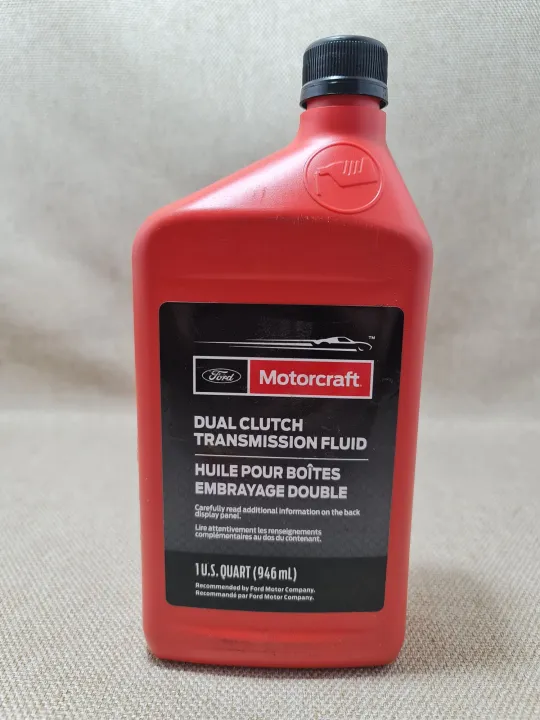 ™
Ford Motorcraft
DUAL CLUTCH
TRANSMISSION FLUID
HUILE POUR BOÎTES
EMBRAYAGE DOUBLE
Carefully read additional information on the back
display panel.
Lire attentivement les renseignements
complémentaires au dos du contenant.
1 U.S. QUART (946 mL)
Recommended by Ford Motor Company.
Recommandé par Ford Motor Company.